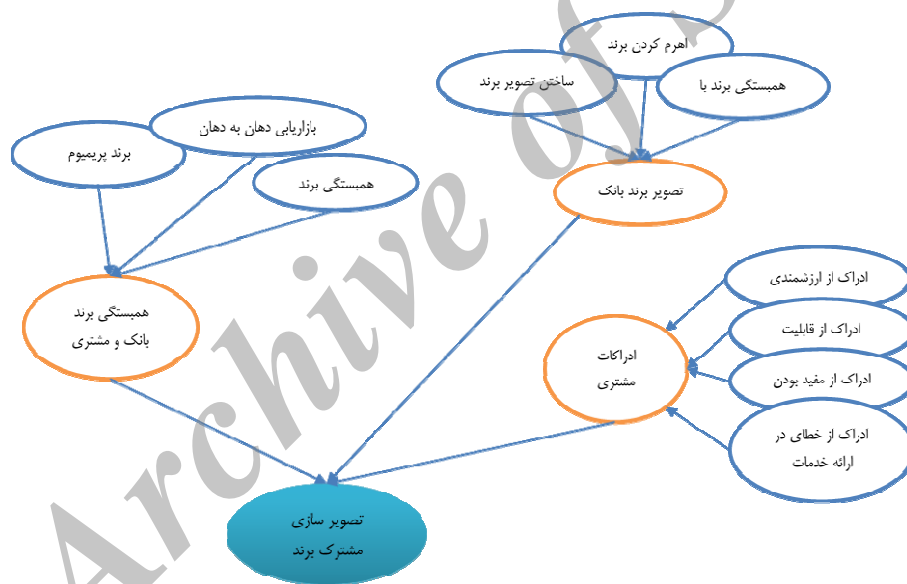 اهرم کردن برند
ساختن تصویر برند
همبستگی برند با
بازاریابی دهان به دهان
برند پریمیوم
همبستگی برند
تصویر برند بانک
ادراک از ارزشمندی
همبستگی برند
بانک و مشتری
ادراک از قابلیت
ادراکات
مشتری
ادراک از مفید بودن
ادراک از خطای در
ارائه خدمات
تصویر سازی
مشترک برند
Archive of S